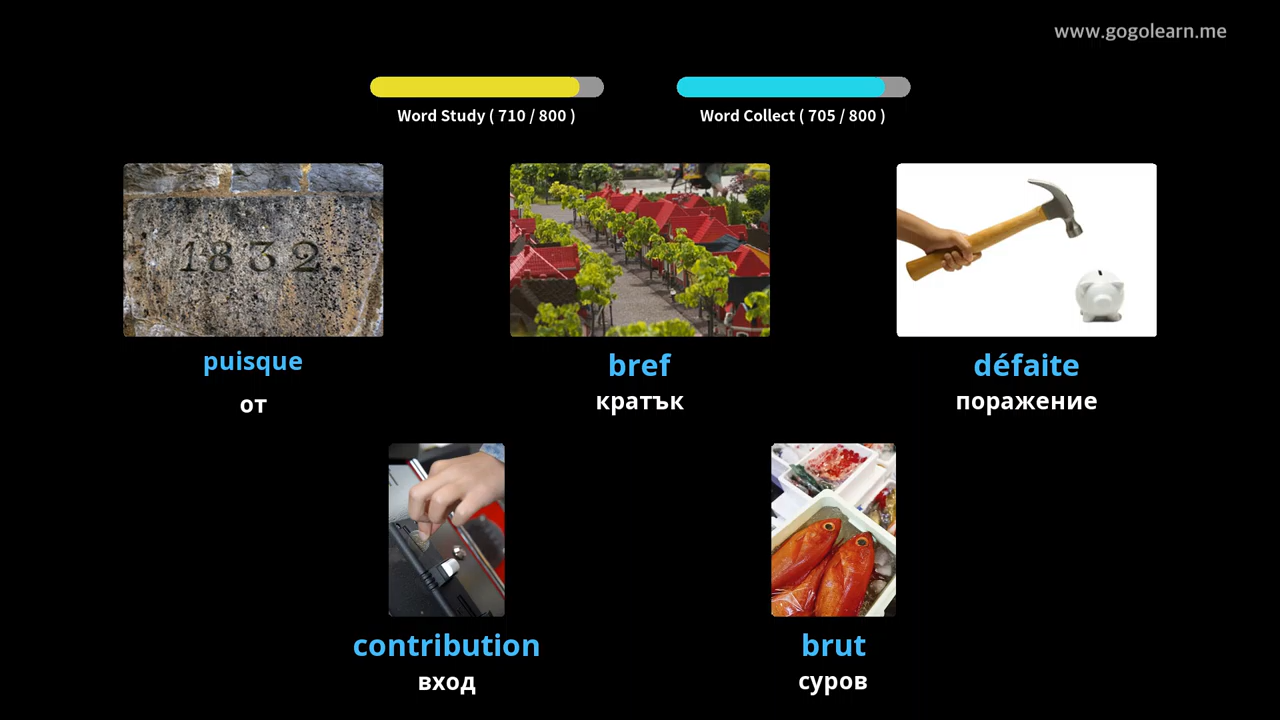 www.gogolearn.me
Word Study ( 710 / 800 )
Word Collect ( 705 / 800 )
1832
puisque
от
bref
кратък
défaite
поражение
contribution
вход
brut
суров